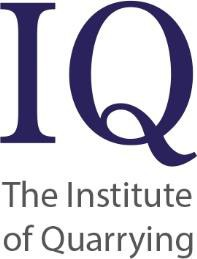 IQ
The Institute
of Quarrying